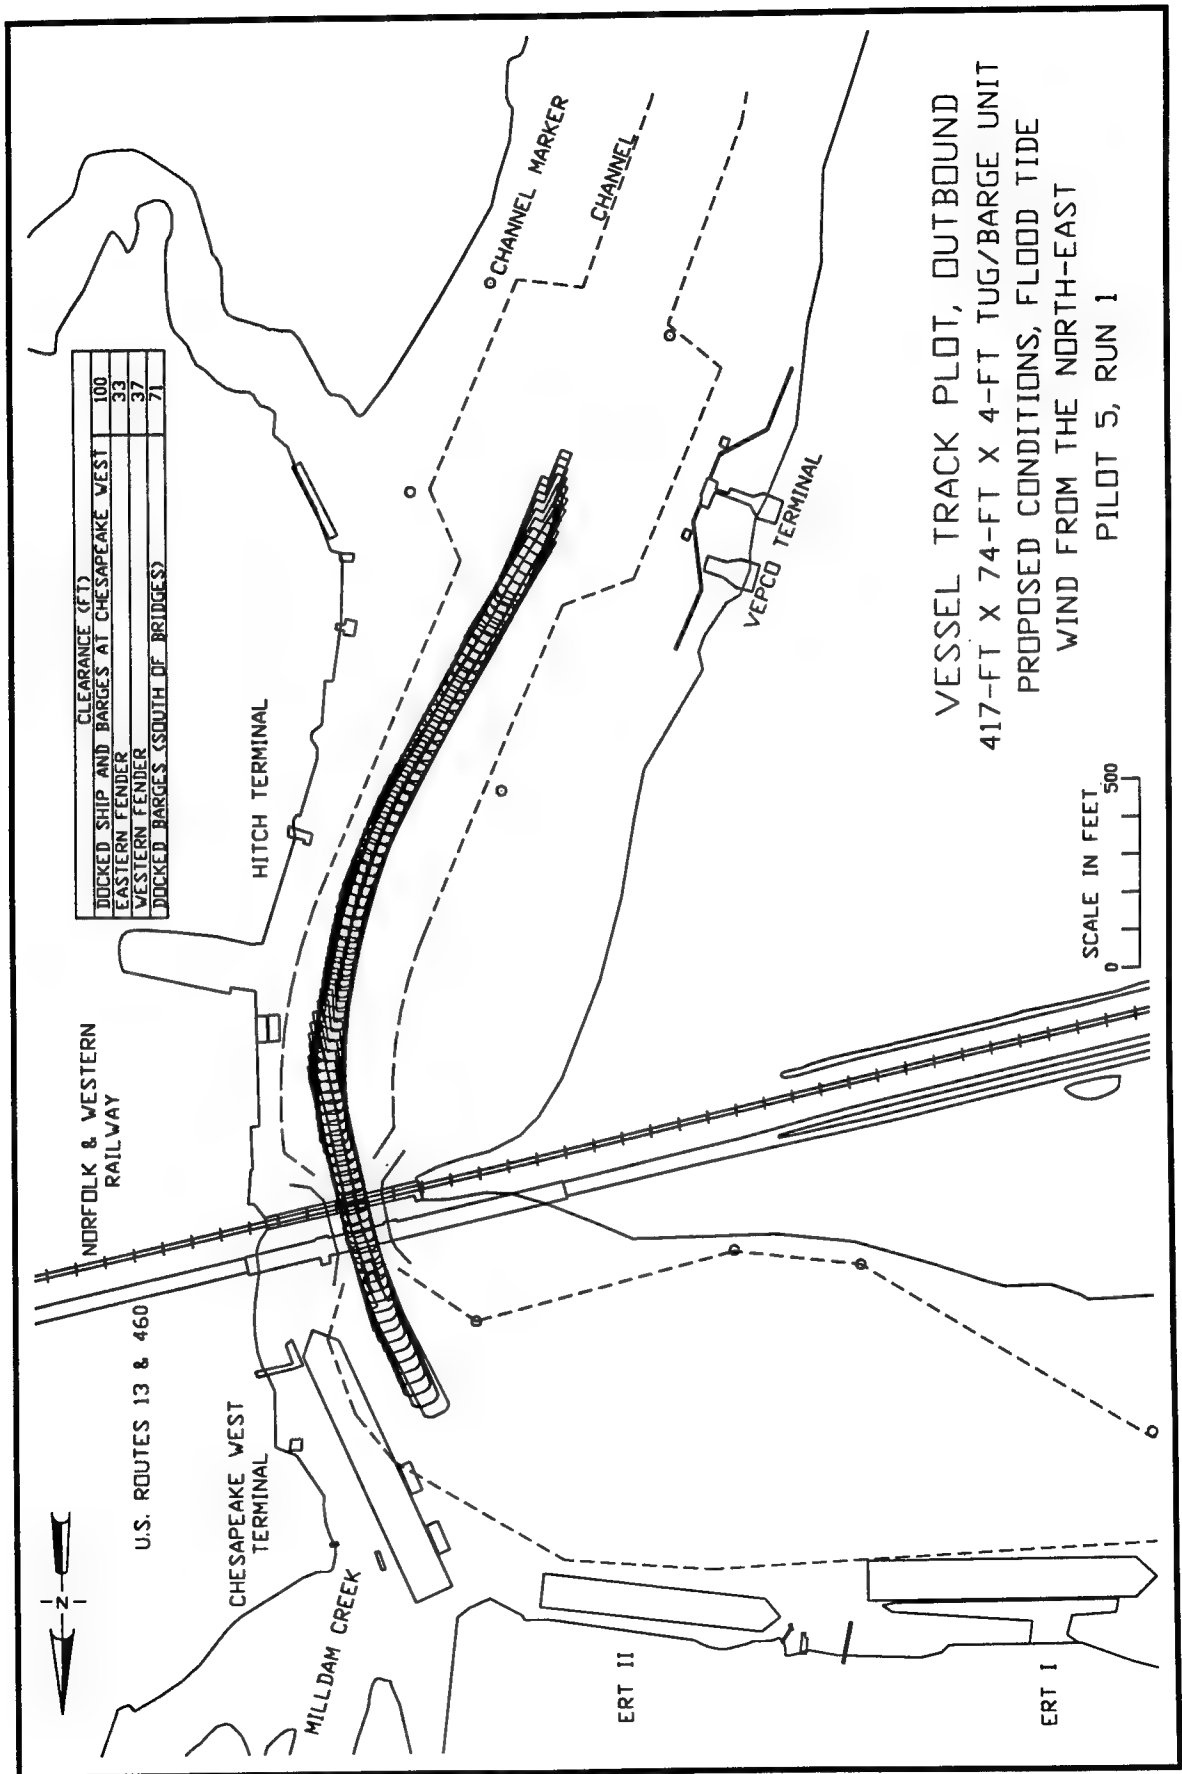 CLEARANCE (FT)
DOCKED SHIP AND BARGES AT CHESAPEAKE WEST 100
EASTERN FENDER 33
WESTERN FENDER 37
DOCKED BARGES (SOUTH OF BRIDGES) 71
CHANNEL MARKER
CHANNEL
HITCH TERMINAL
VEPCO TERMINAL
NORFOLK & WESTERN
RAILWAY
U.S. ROUTES 13 & 460
CHESAPEAKE WEST
TERMINAL
MILLDAM CREEK
N
ERT II
ERT I
SCALE IN FEET
0 500
VESSEL TRACK PLOT, OUTBOUND
417-FT X 74-FT X 4-FT TUG/BARGE UNIT
PROPOSED CONDITIONS, FLOOD TIDE
WIND FROM THE NORTH-EAST
PILOT 5, RUN 1